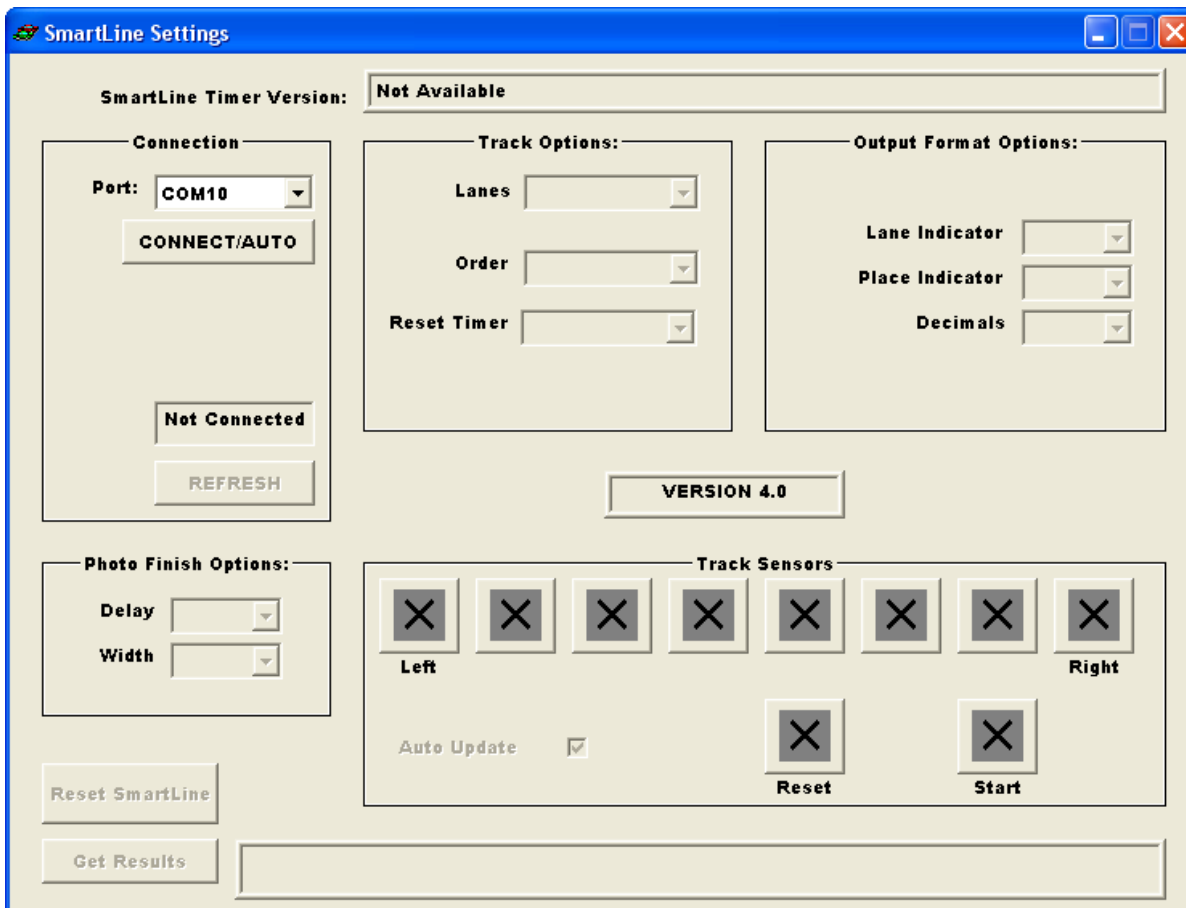 SmartLine Settings
SmartLine Timer Version:
Not Available
Connection
Port:
COM10
CONNECT/AUTO
Not Connected
REFRESH
Track Options:
Lanes
Order
Reset Timer
Output Format Options:
Lane Indicator
Place Indicator
Decimals
VERSION 4.0
Photo Finish Options:
Delay
Width
Track Sensors
Left
Right
Auto Update
Reset
Start
Reset SmartLine
Get Results